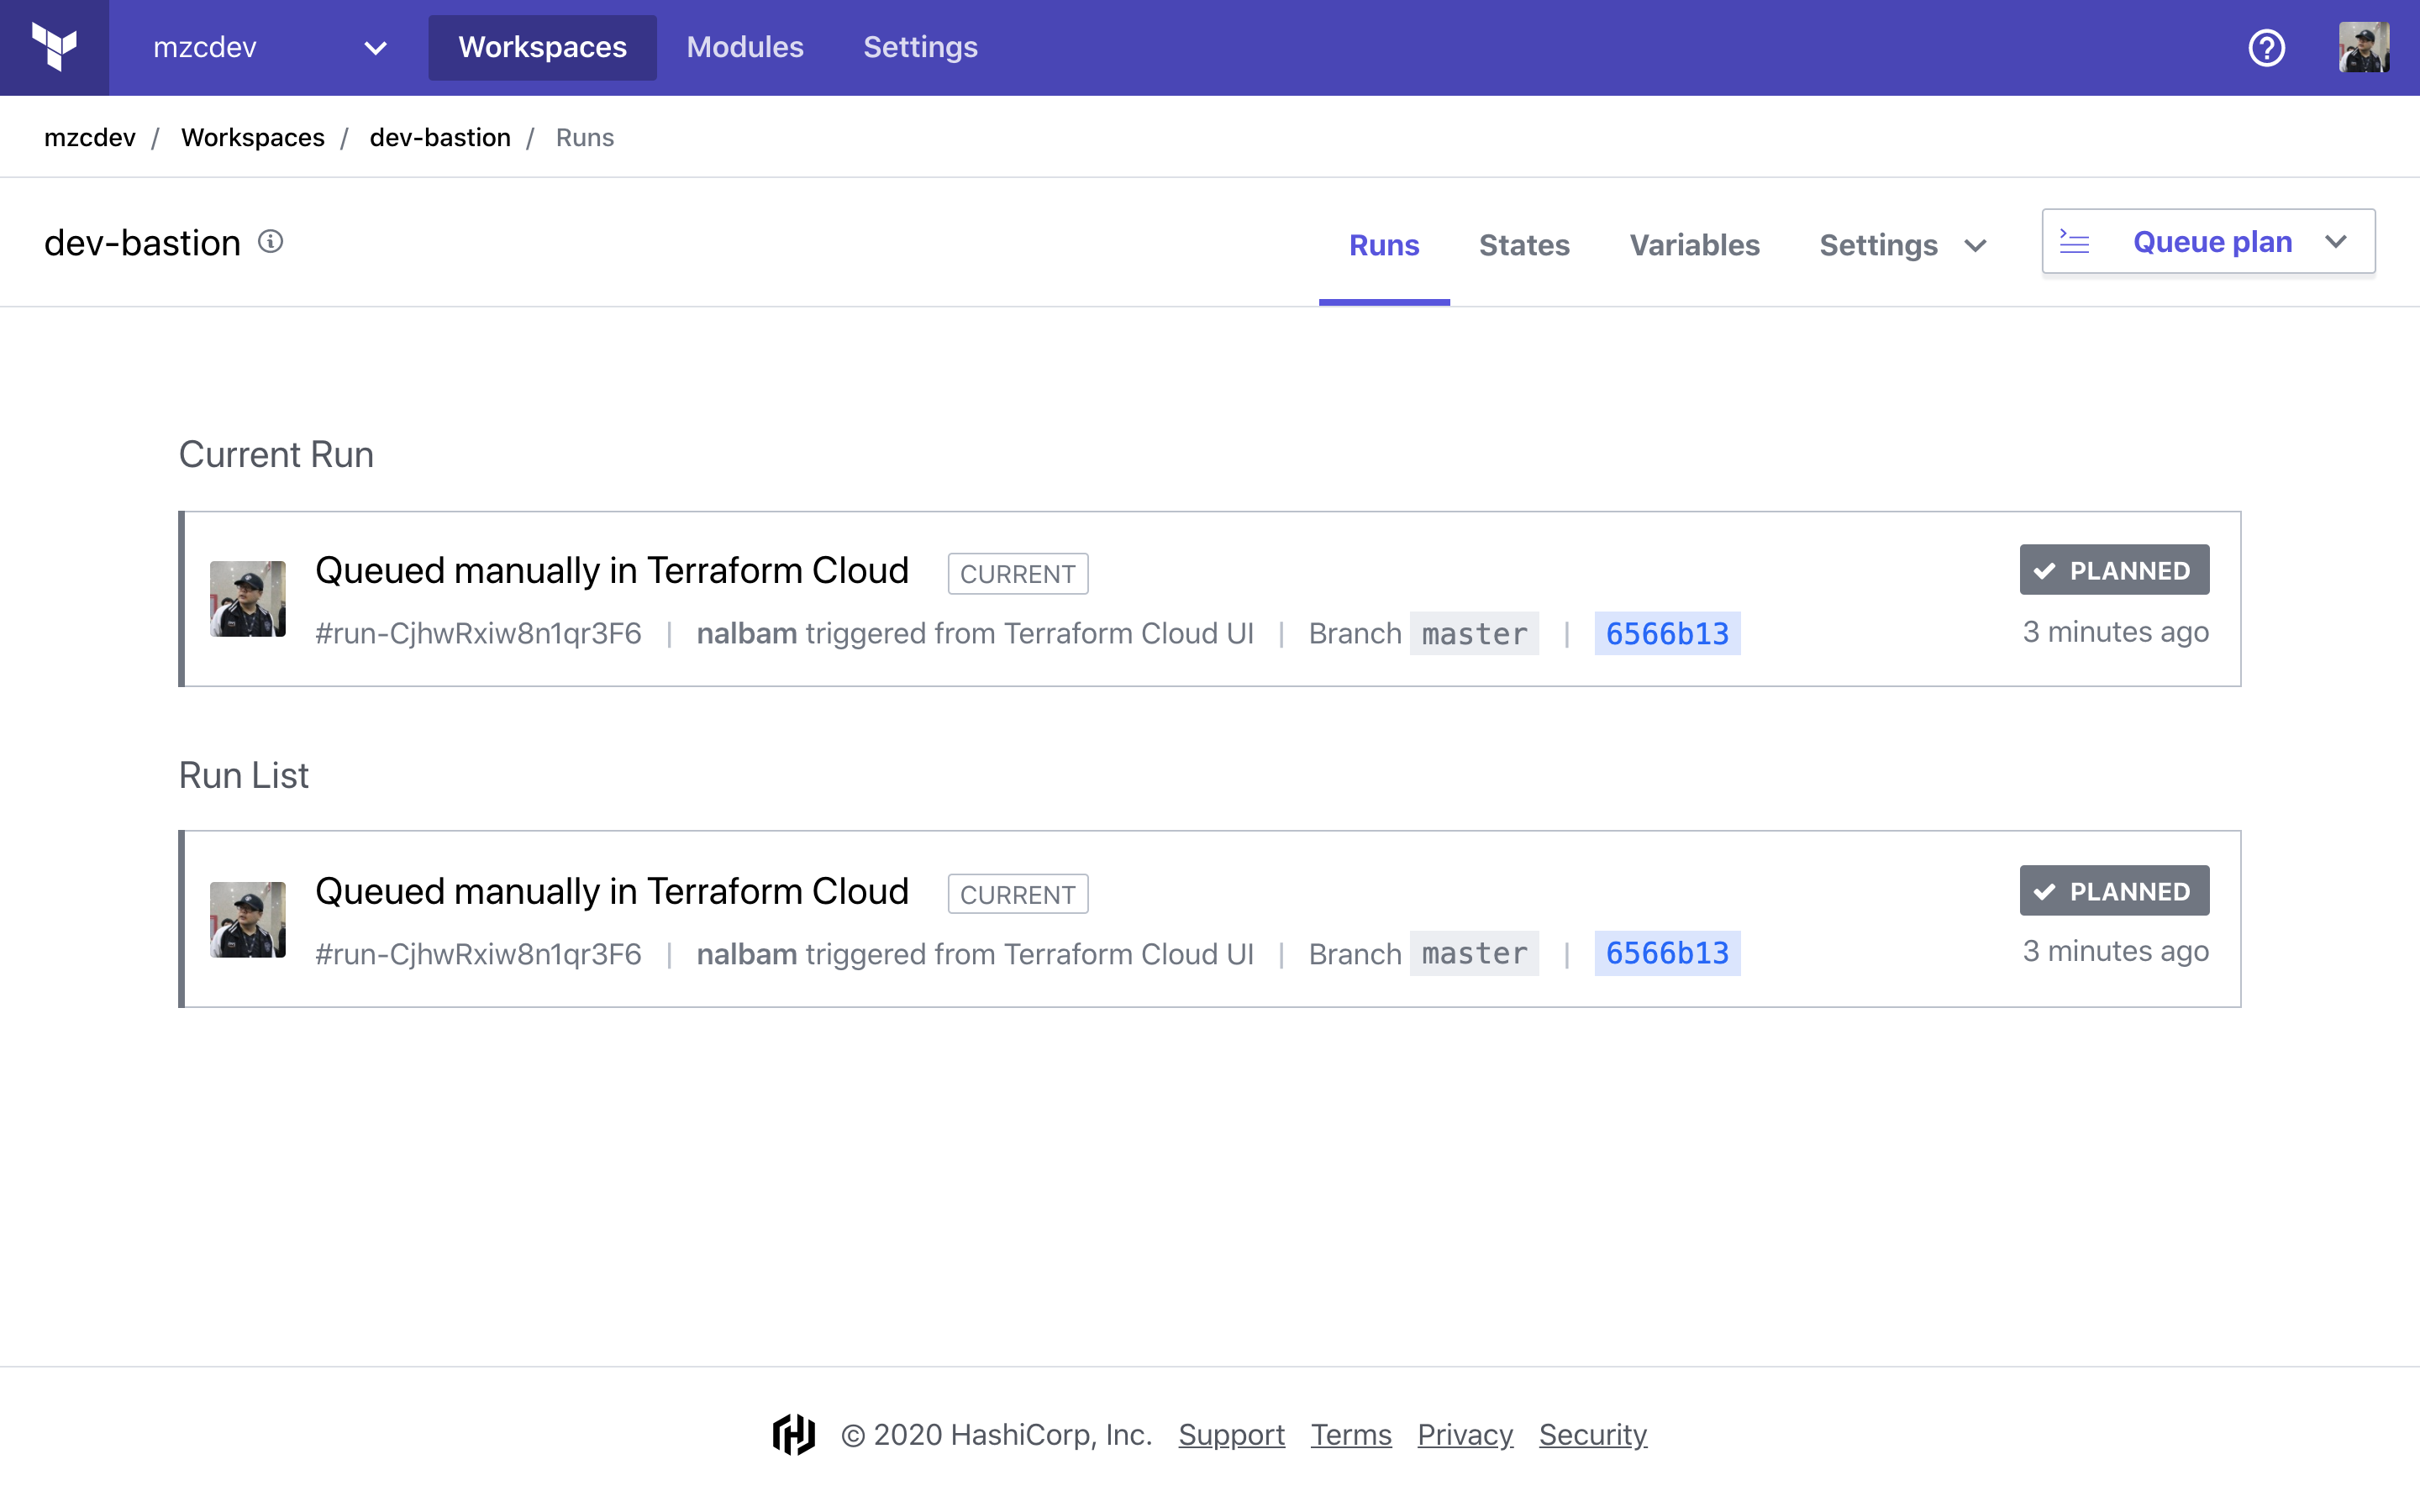 mzcdev Workspaces Modules Settings
mzcdev / Workspaces / dev-bastion / Runs
dev-bastion Runs States Variables Settings Queue plan
Current Run
Queued manually in Terraform Cloud CURRENT PLANNED
#run-CjhwRxiw8n1qr3F6 | nalbam triggered from Terraform Cloud UI | Branch master | 6566b13 3 minutes ago
Run List
Queued manually in Terraform Cloud CURRENT PLANNED
#run-CjhwRxiw8n1qr3F6 | nalbam triggered from Terraform Cloud UI | Branch master | 6566b13 3 minutes ago
© 2020 HashiCorp, Inc. Support Terms Privacy Security